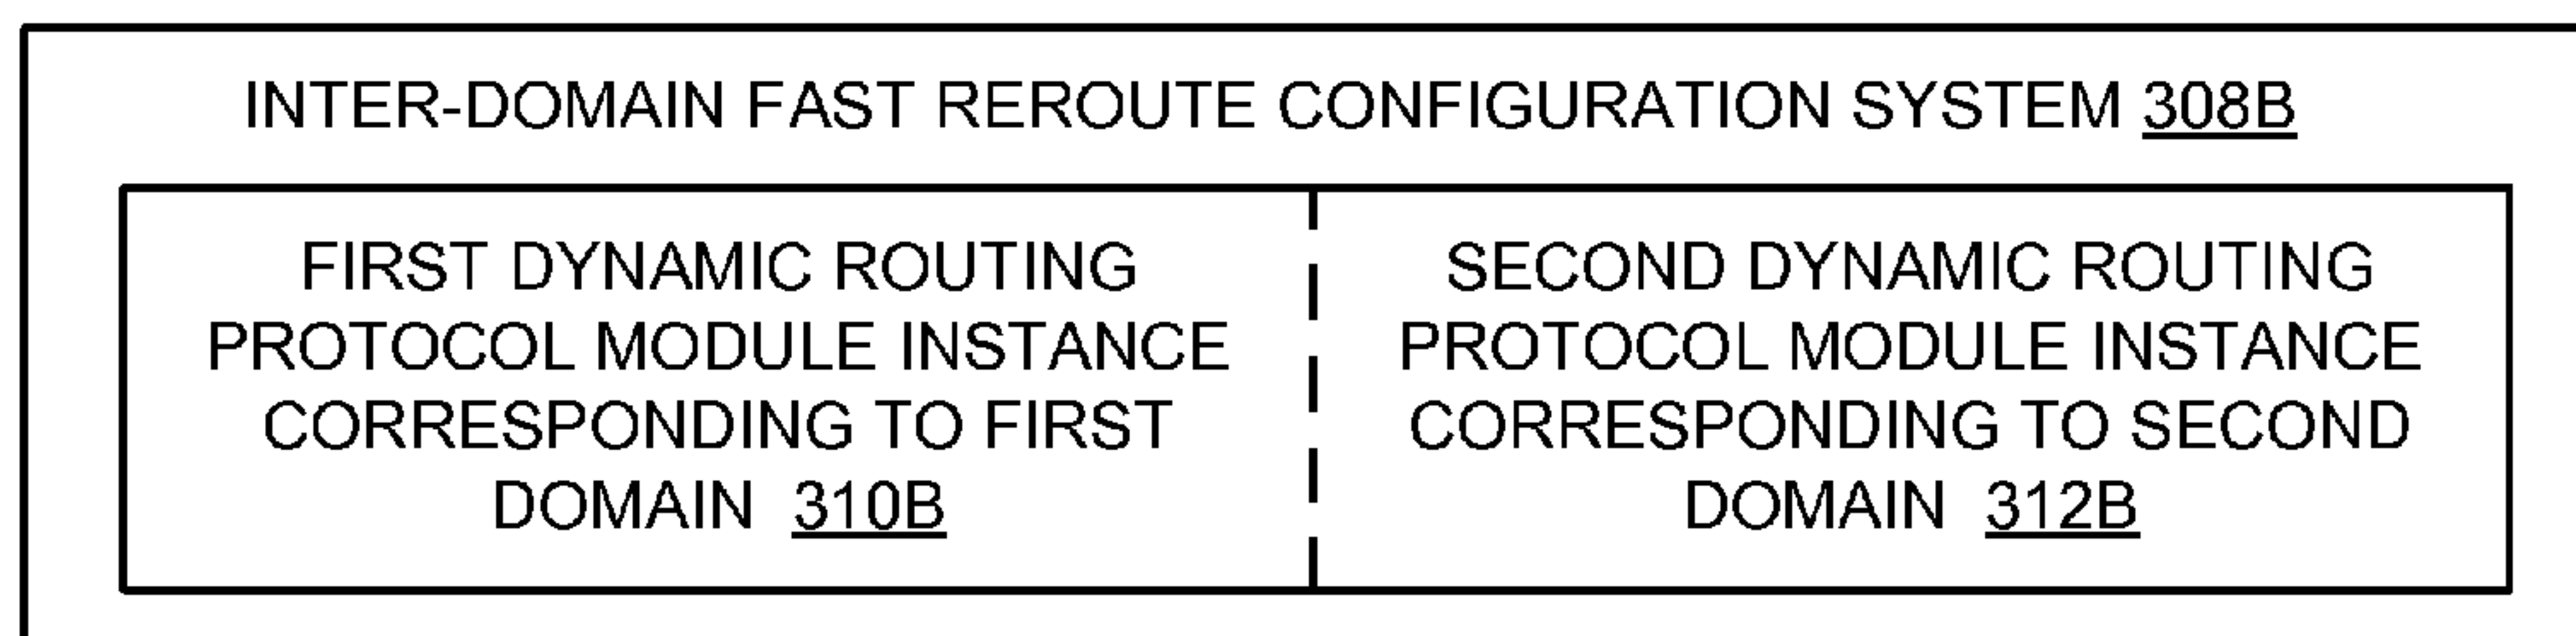 INTER-DOMAIN FAST REROUTE CONFIGURATION SYSTEM 308B
FIRST DYNAMIC ROUTING
PROTOCOL MODULE INSTANCE
CORRESPONDING TO FIRST
DOMAIN 310B
SECOND DYNAMIC ROUTING
PROTOCOL MODULE INSTANCE
CORRESPONDING TO SECOND
DOMAIN 312B